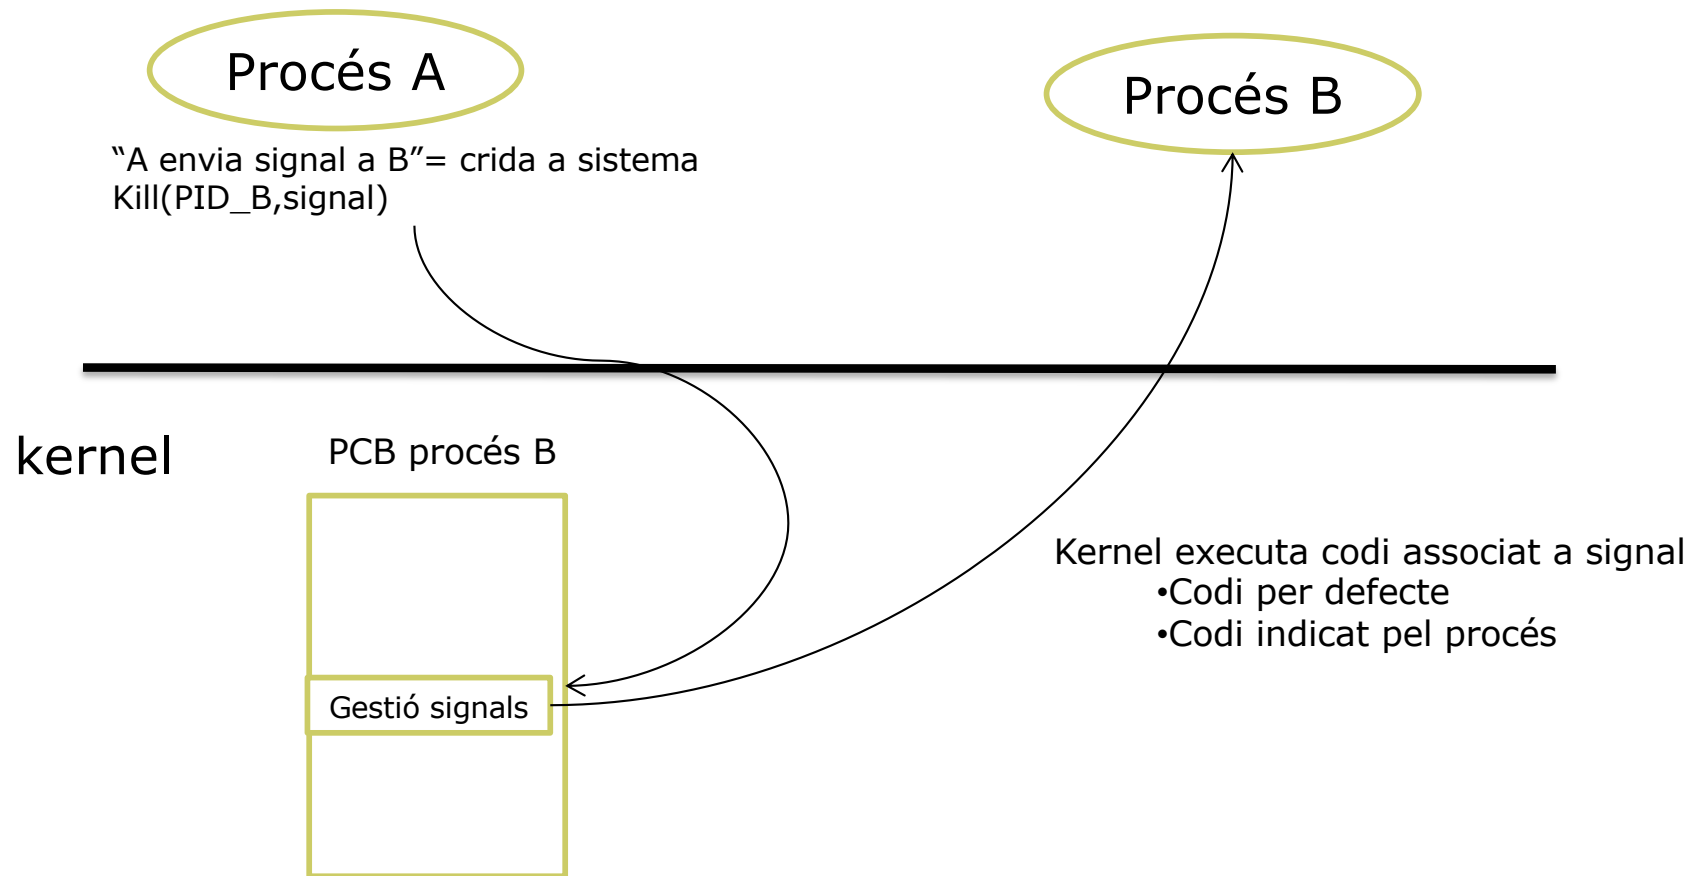 Procés A
Procés B
“A envia signal a B”= crida a sistema
Kill(PID_B,signal)
kernel
PCB procés B
Kernel executa codi associat a signal
•Codi per defecte
•Codi indicat pel procés
Gestió signals